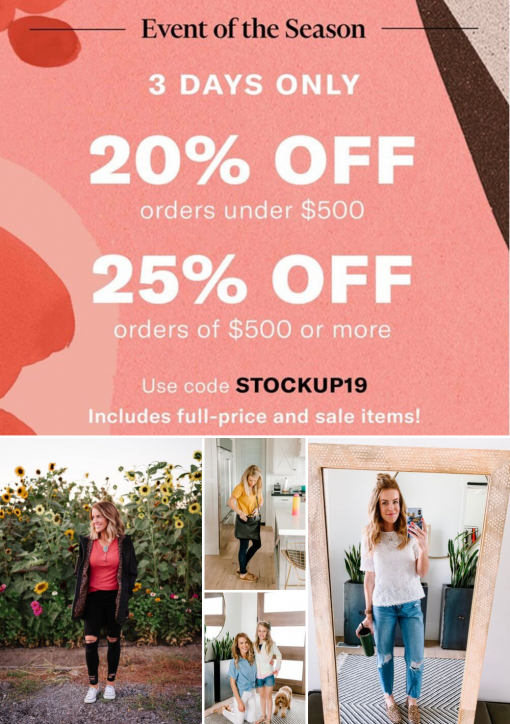 Event of the Season
3 DAYS ONLY
20% OFF
orders under $500
25% OFF
orders of $500 or more
Use code STOCKUP19
Includes full-price and sale items!